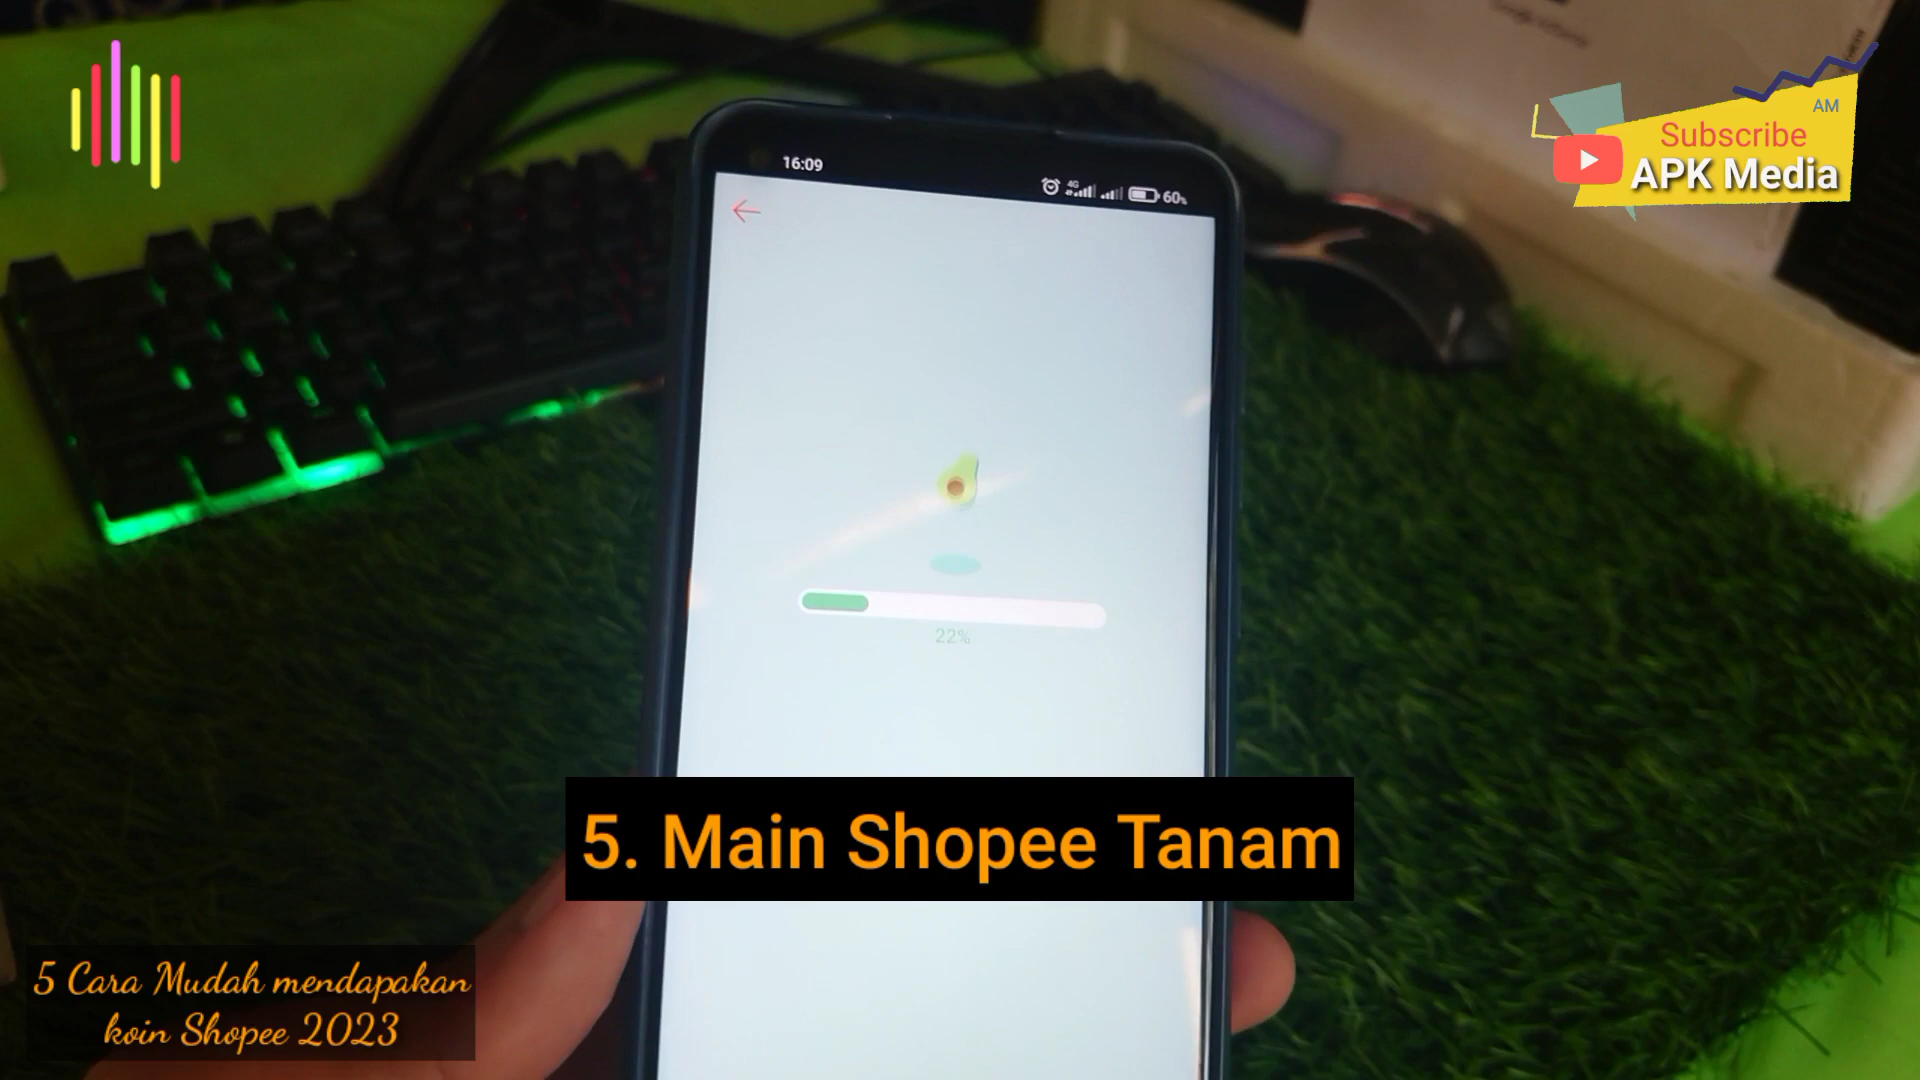 16:09
4G
60%
AM
Subscribe
APK Media
22%
5. Main Shopee Tanam
5 Cara Mudah mendapakan
koin Shopee 2023